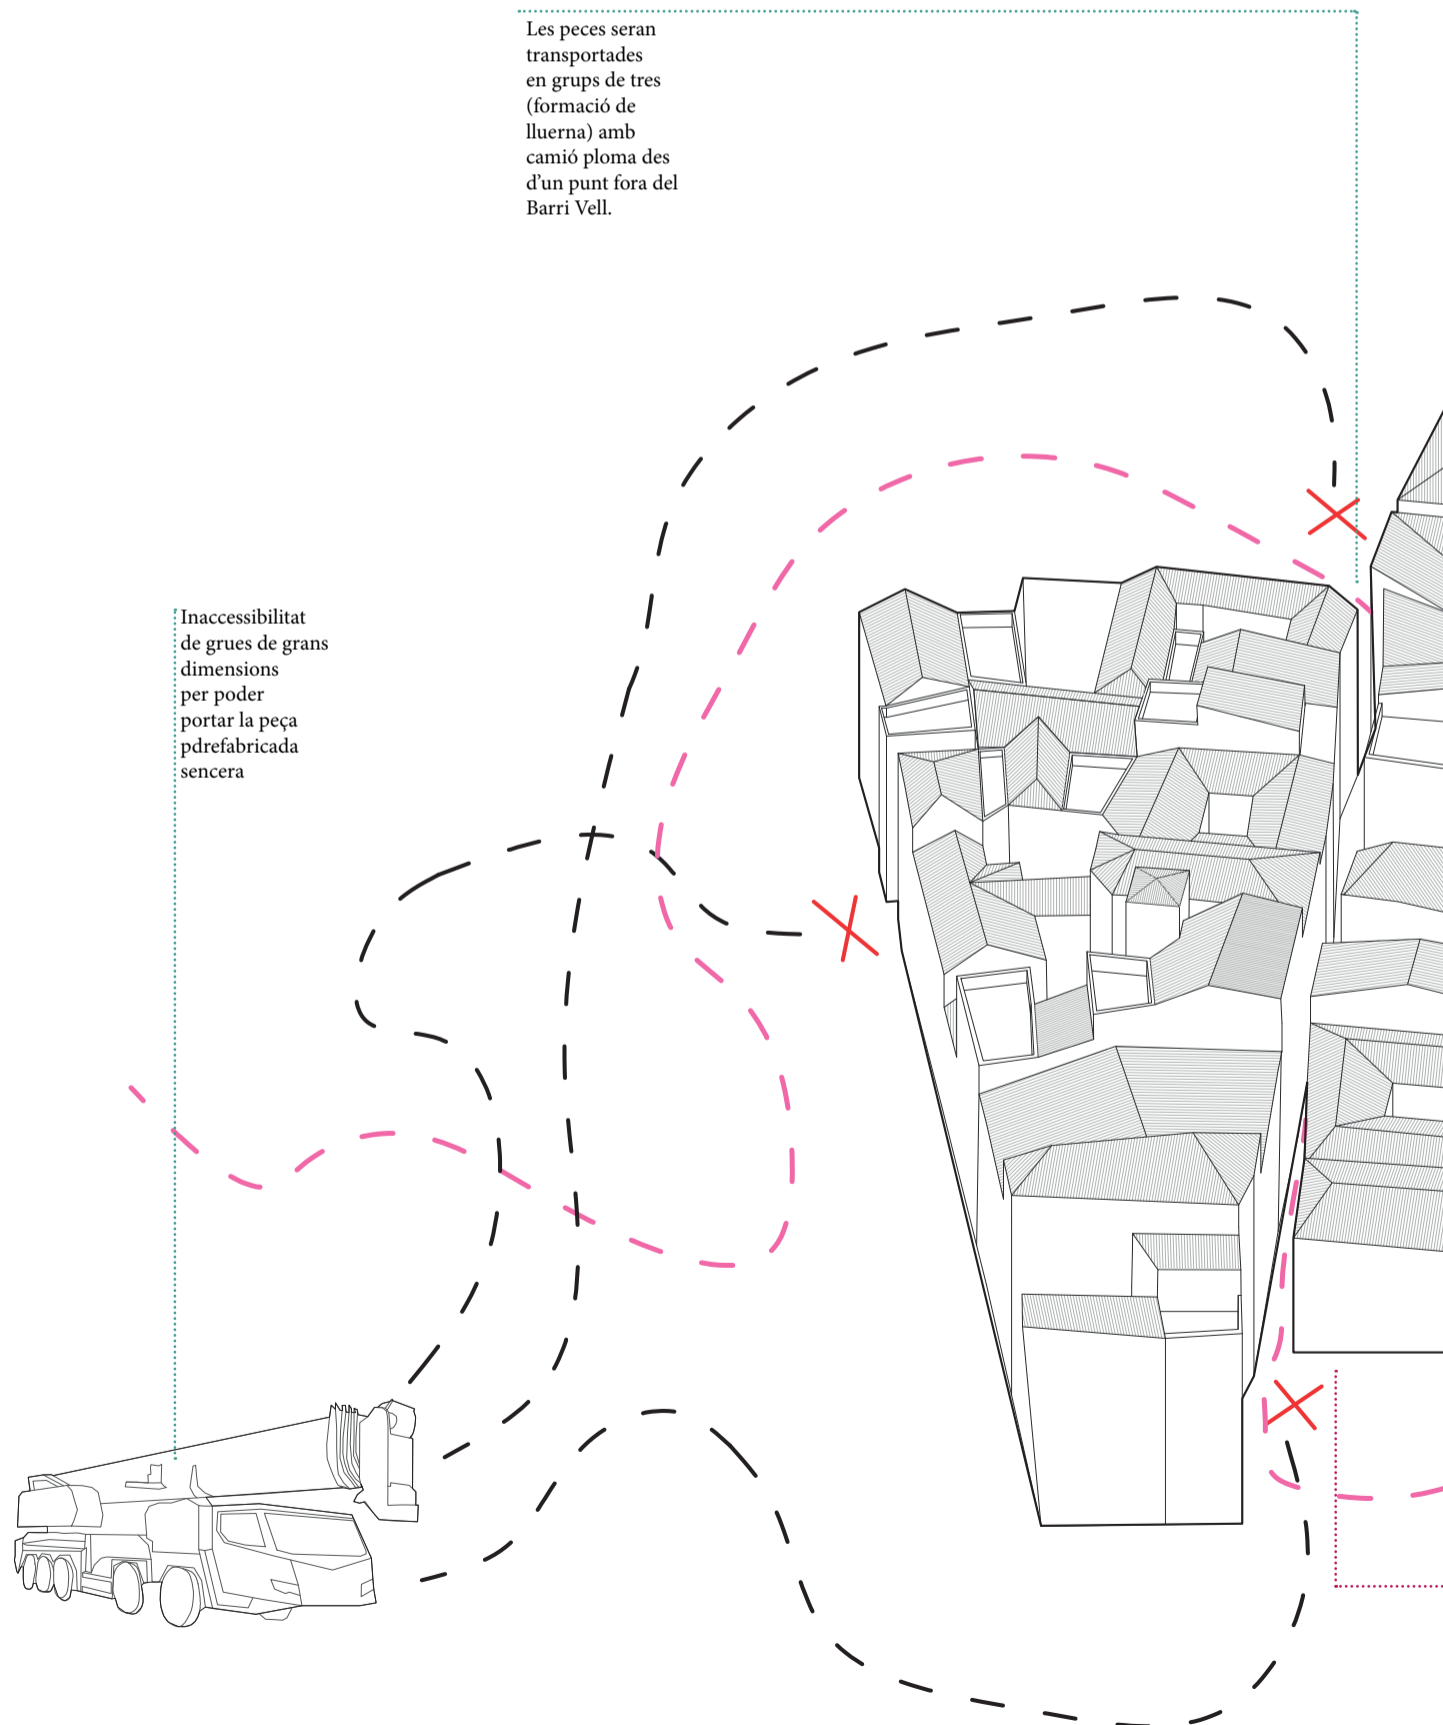 Les peces seran
transportades
en grups de tres
(formació de
lluerna) amb
camió ploma des
d'un punt fora del
Barri Vell.
Inaccessibilitat
de grues de grans
dimensions
per poder
portar la peça
pdrefabricada
sencera